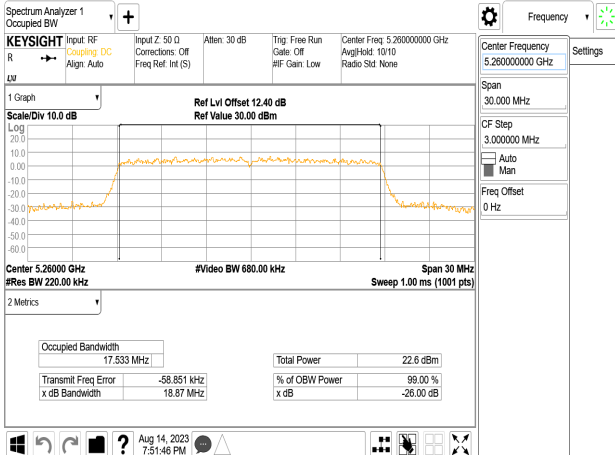 Spectrum Analyzer 1
Occupied BW
KEYSIGHT
R
LXI
Input: RF
Coupling: DC
Align: Auto
Input Z: 50 Ω
Corrections: Off
Freq Ref: Int (S)
Atten: 30 dB
Trig: Free Run
Gate: Off
#IF Gain: Low
Center Freq: 5.260000000 GHz
Avg|Hold: 10/10
Radio Std: None
1 Graph
Scale/Div 10.0 dB
Ref Lvl Offset 12.40 dB
Ref Value 30.00 dBm
Log
20.0
10.0
0.00
-10.0
-20.0
-30.0
-40.0
-50.0
-60.0
Center 5.26000 GHz
#Res BW 220.00 kHz
#Video BW 680.00 kHz
Span 30 MHz
Sweep 1.00 ms (1001 pts)
2 Metrics
Occupied Bandwidth
17.533 MHz
Total Power 22.6 dBm
Transmit Freq Error -58.851 kHz
x dB Bandwidth 18.87 MHz
% of OBW Power 99.00 %
x dB -26.00 dB
?
Aug 14, 2023
7:51:46 PM
Frequency
Center Frequency
5.260000000 GHz
Settings
Span
30.000 MHz
CF Step
3.000000 MHz
Auto
Man
Freq Offset
0 Hz